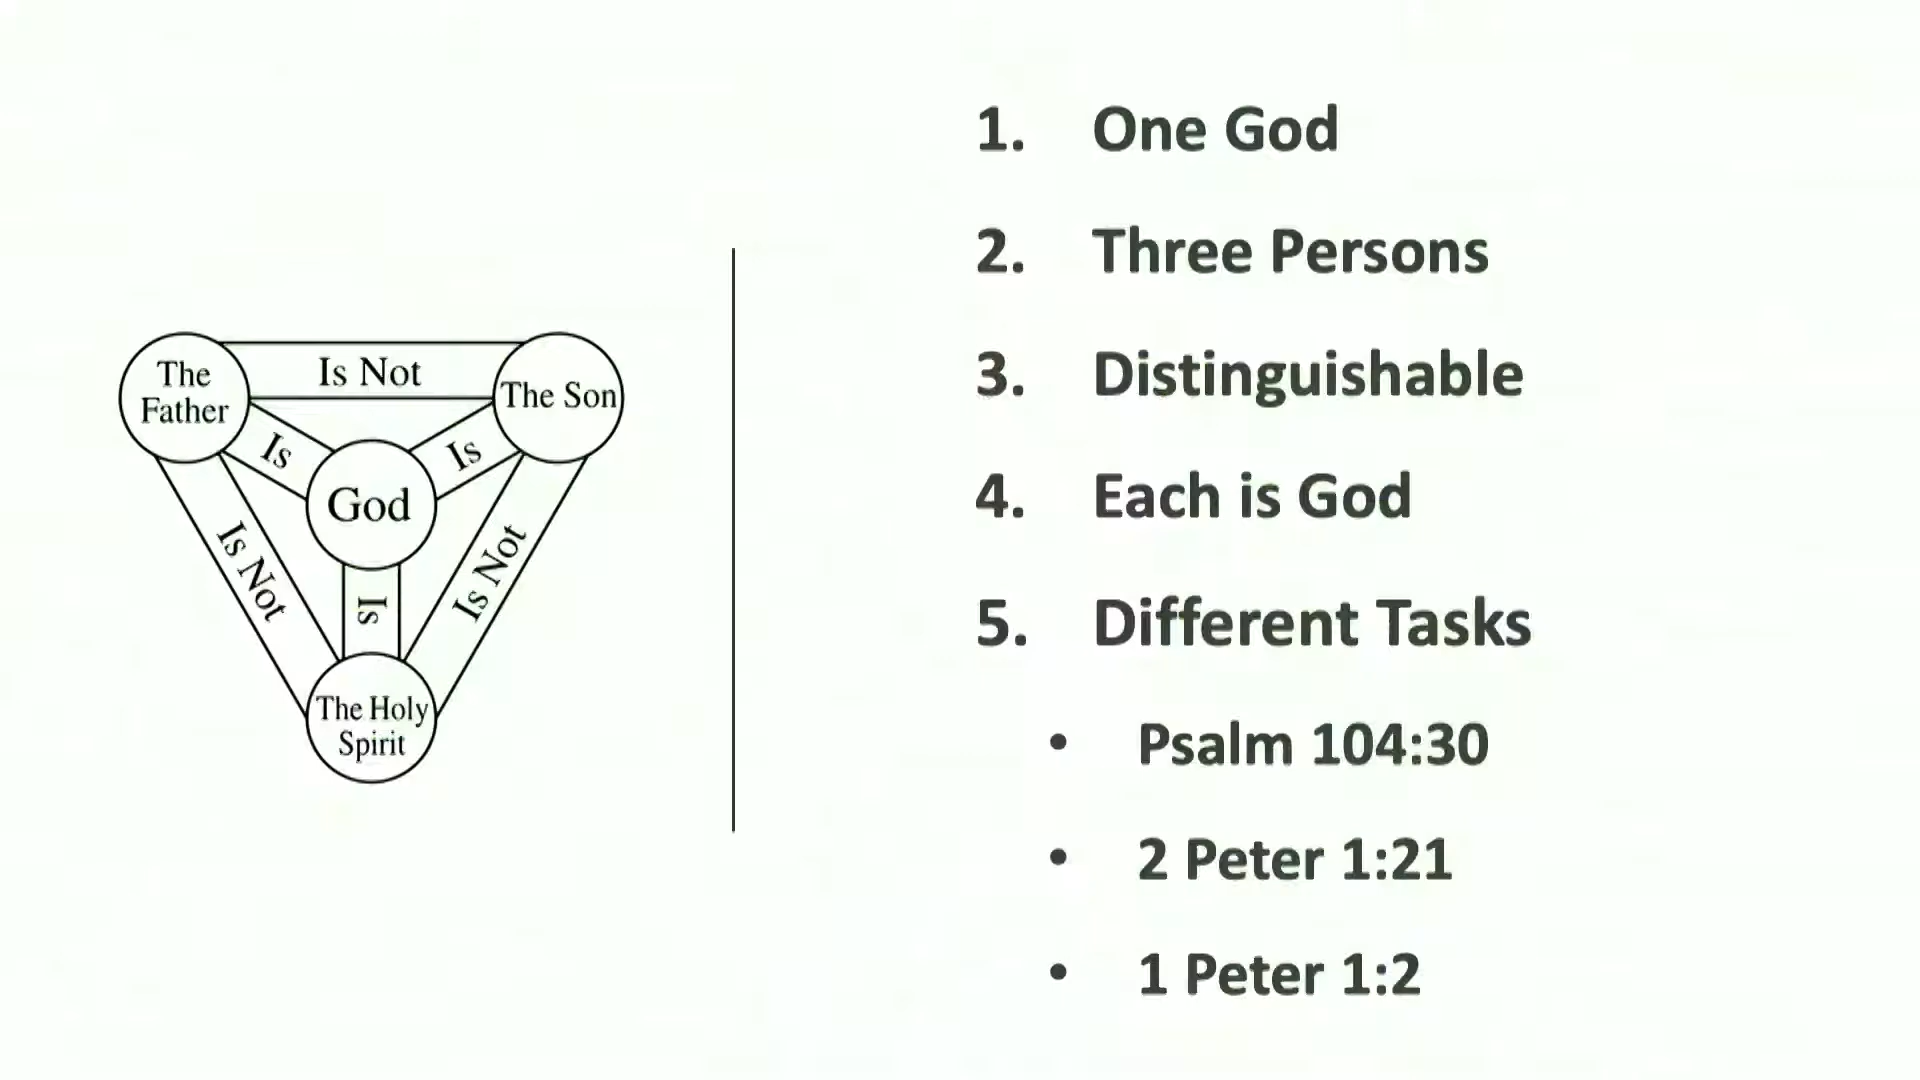 The
Father
Is Not
The Son
Is
Is
God
Is Not
Is
Is Not
The Holy
Spirit
1. One God
2. Three Persons
3. Distinguishable
4. Each is God
5. Different Tasks
• Psalm 104:30
• 2 Peter 1:21
• 1 Peter 1:2